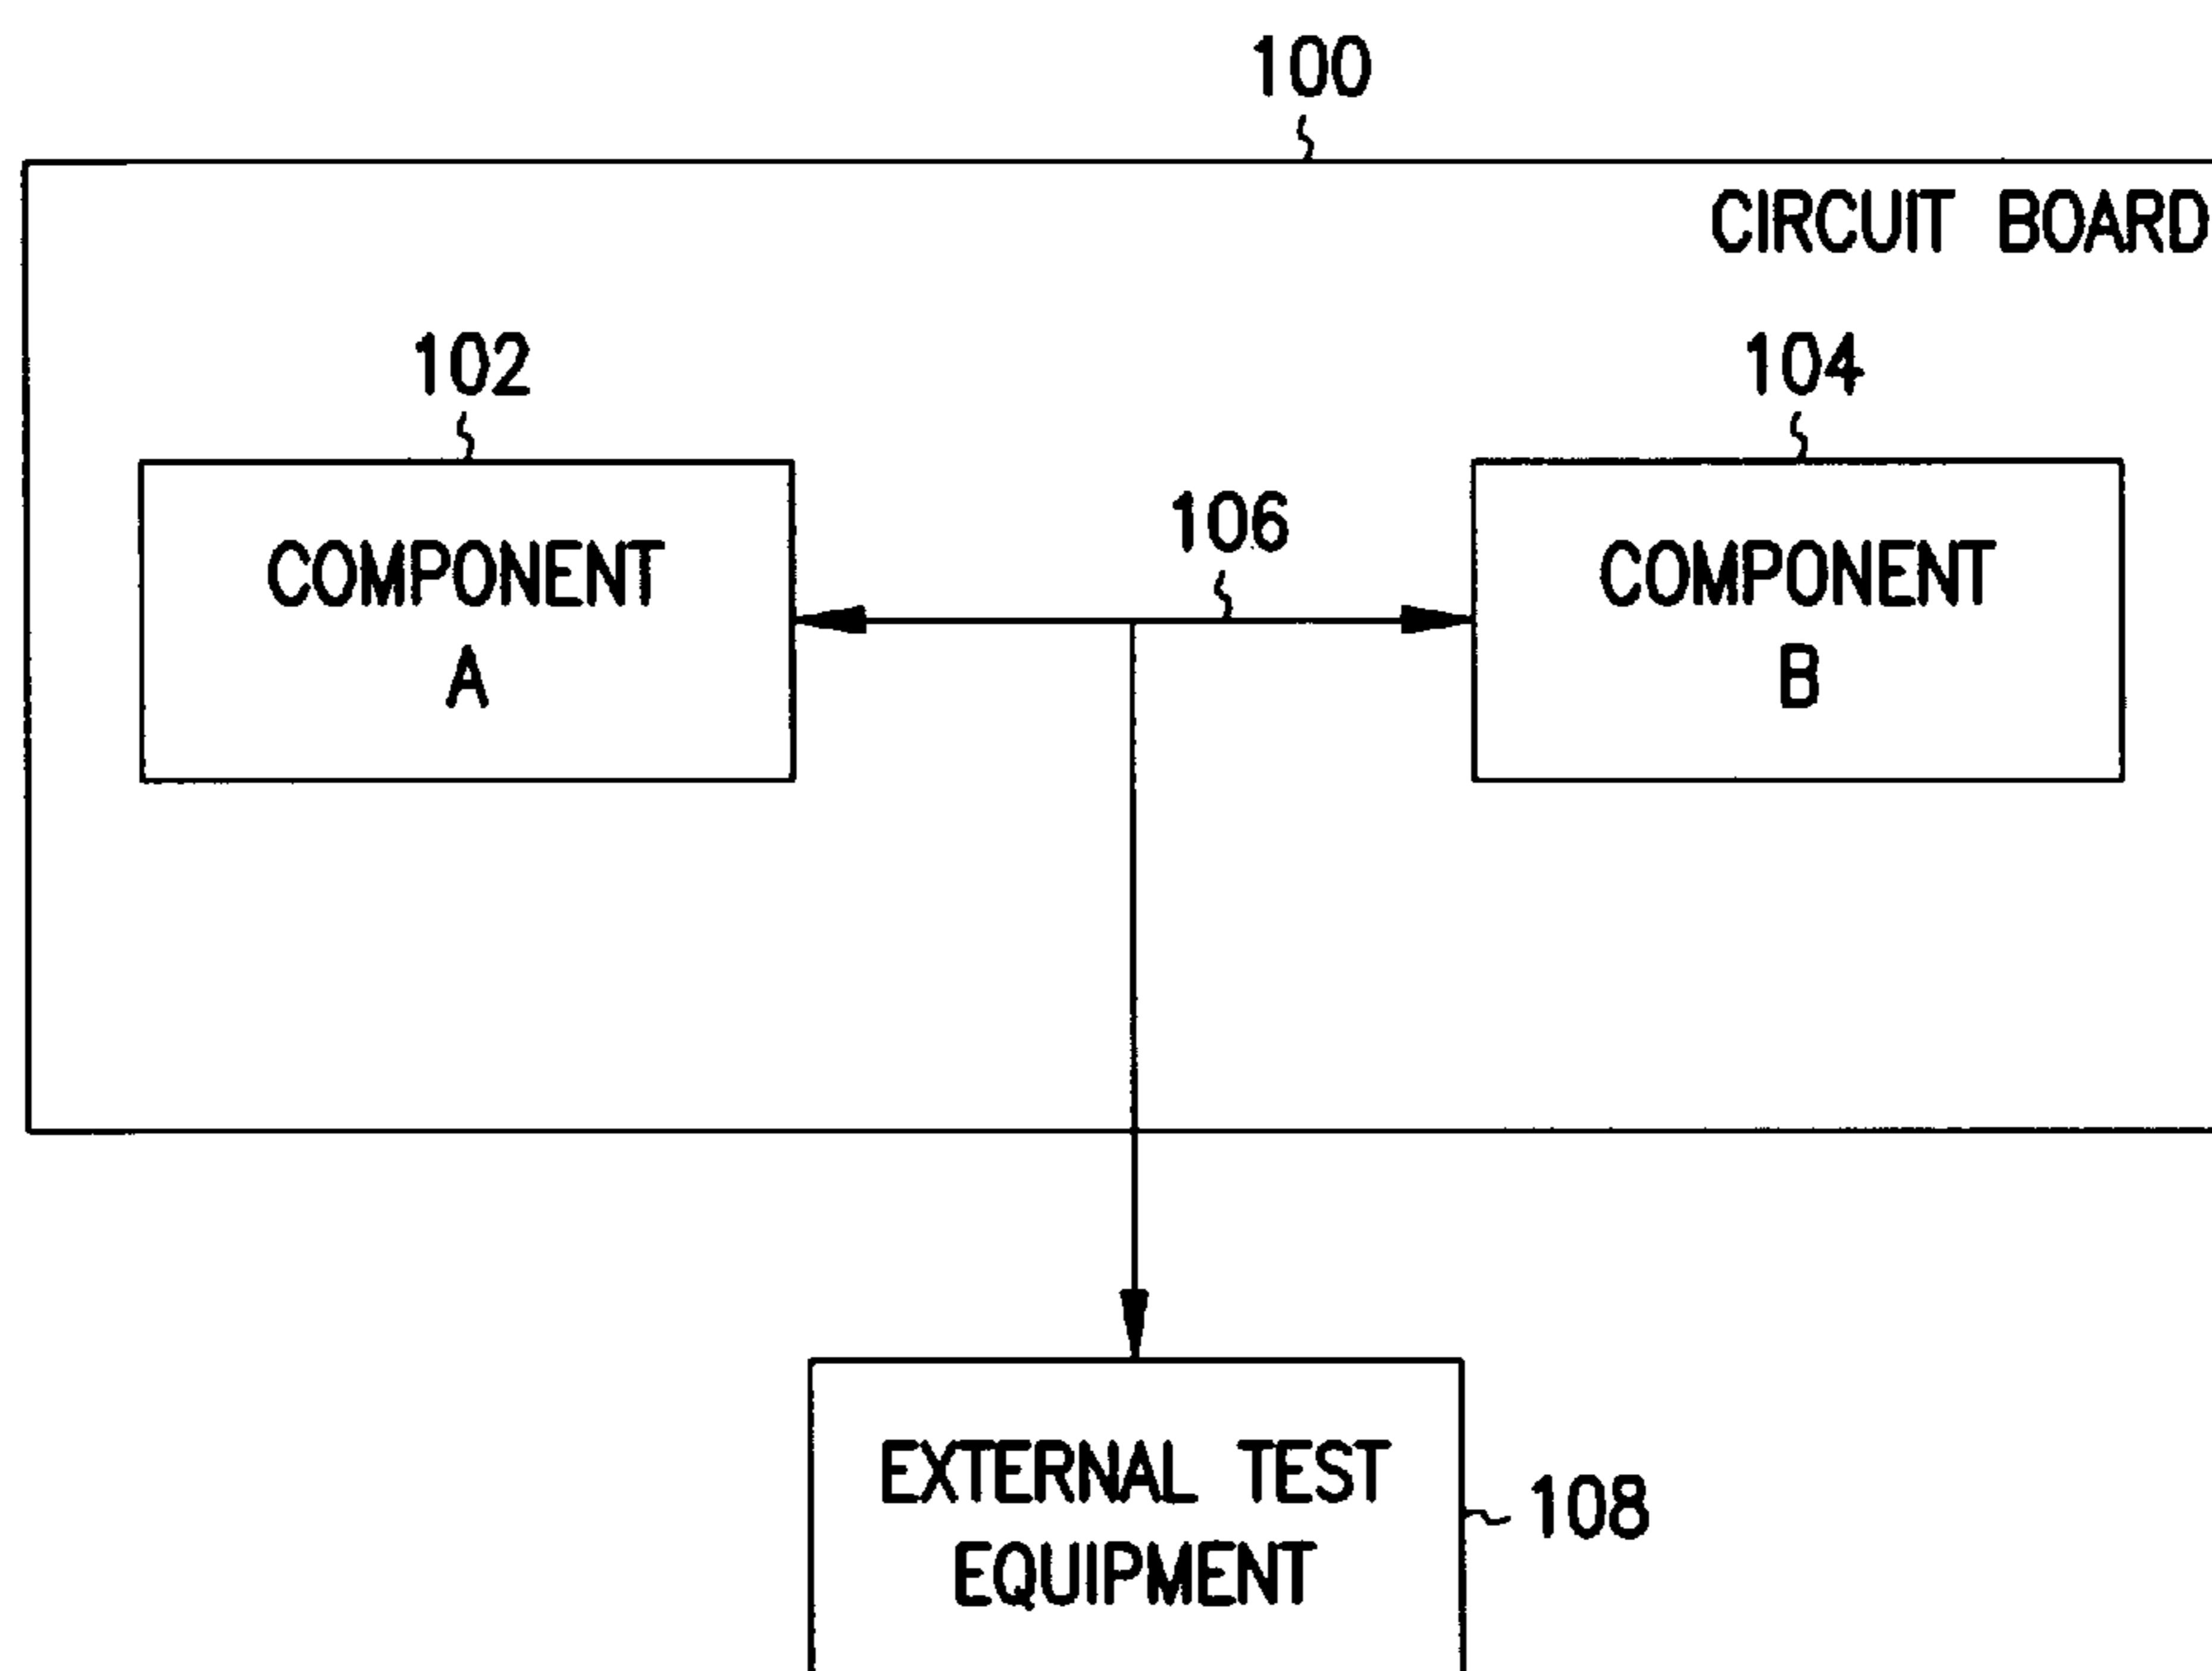 100
CIRCUIT BOARD
102
104
106
COMPONENT
A
COMPONENT
B
EXTERNAL TEST
EQUIPMENT
108